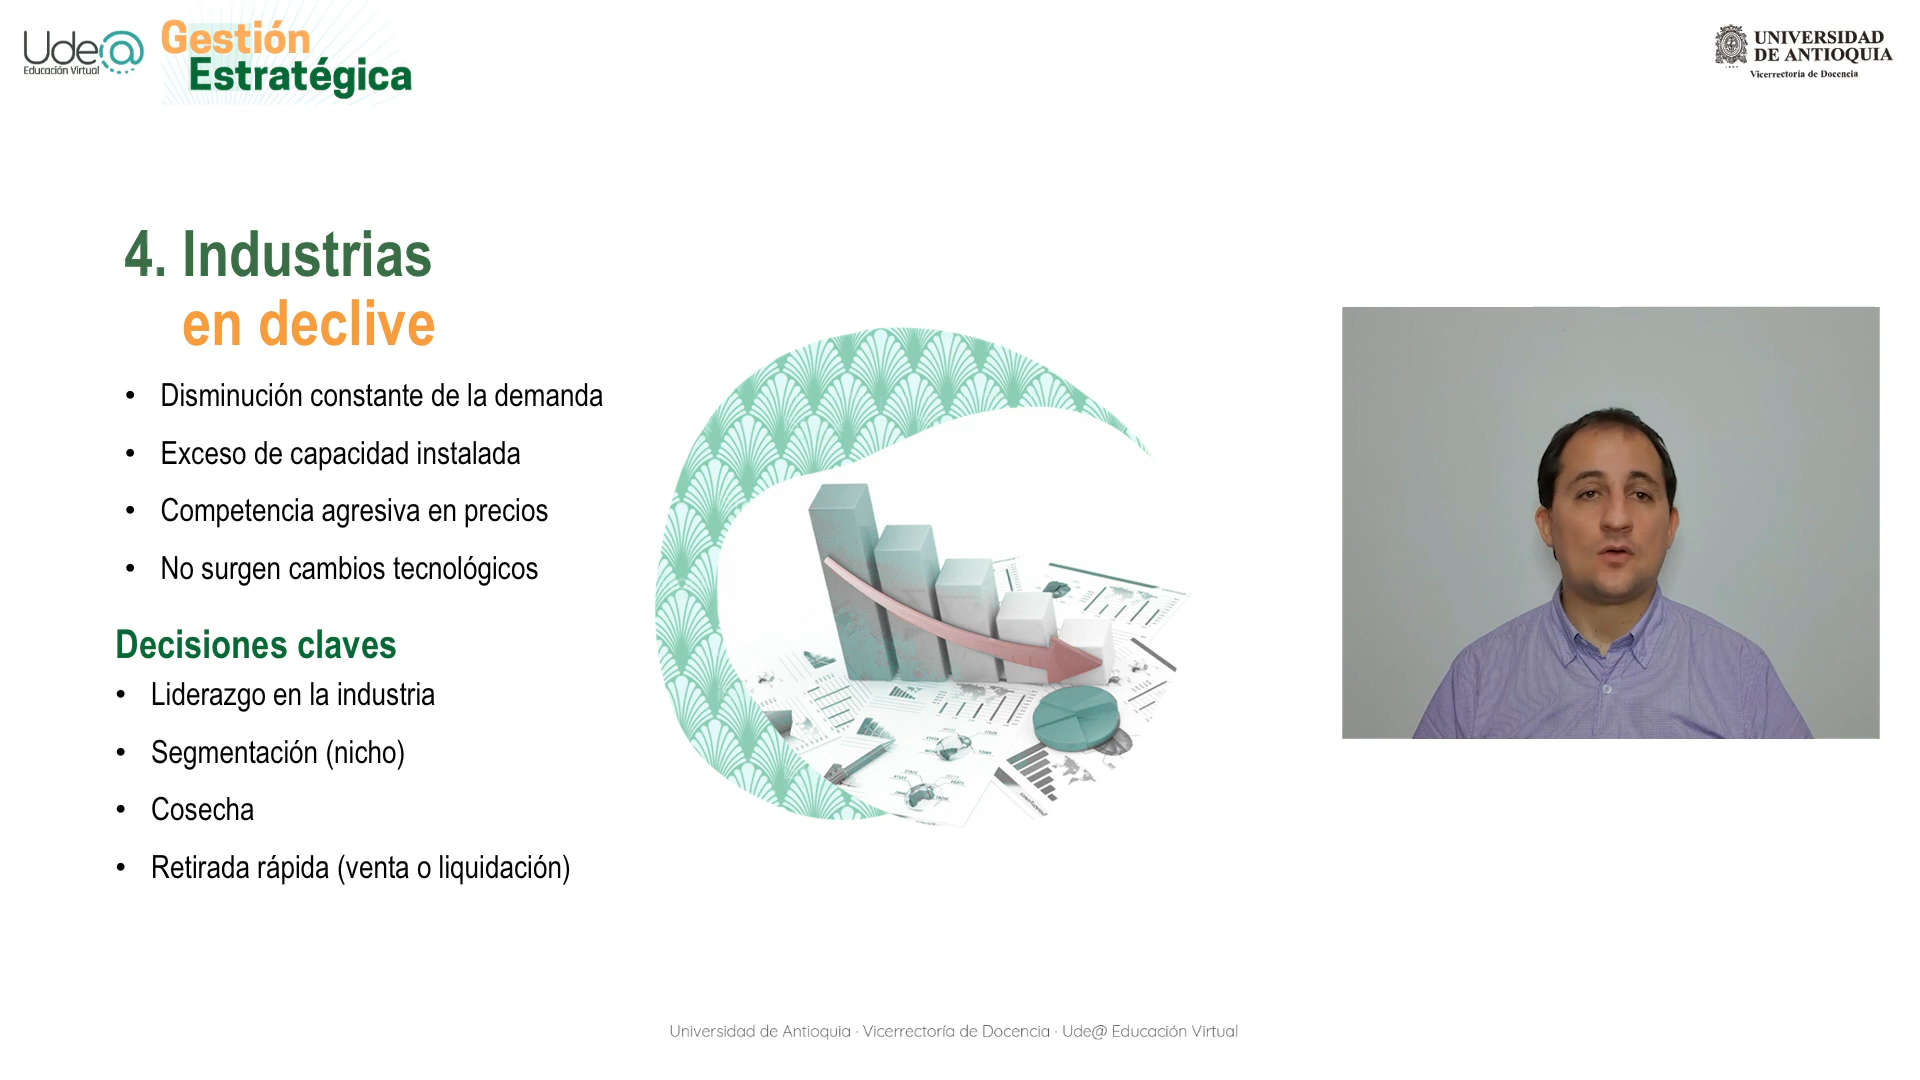 Ude@
Educación Virtual
Gestión
Estratégica
UNIVERSIDAD
DE ANTIOQUIA
Vicerrectoría de Docencia
4. Industrias
en declive
• Disminución constante de la demanda
• Exceso de capacidad instalada
• Competencia agresiva en precios
• No surgen cambios tecnológicos
Decisiones claves
• Liderazgo en la industria
• Segmentación (nicho)
• Cosecha
• Retirada rápida (venta o liquidación)
Universidad de Antioquia · Vicerrectoría de Docencia · Ude@ Educación Virtual